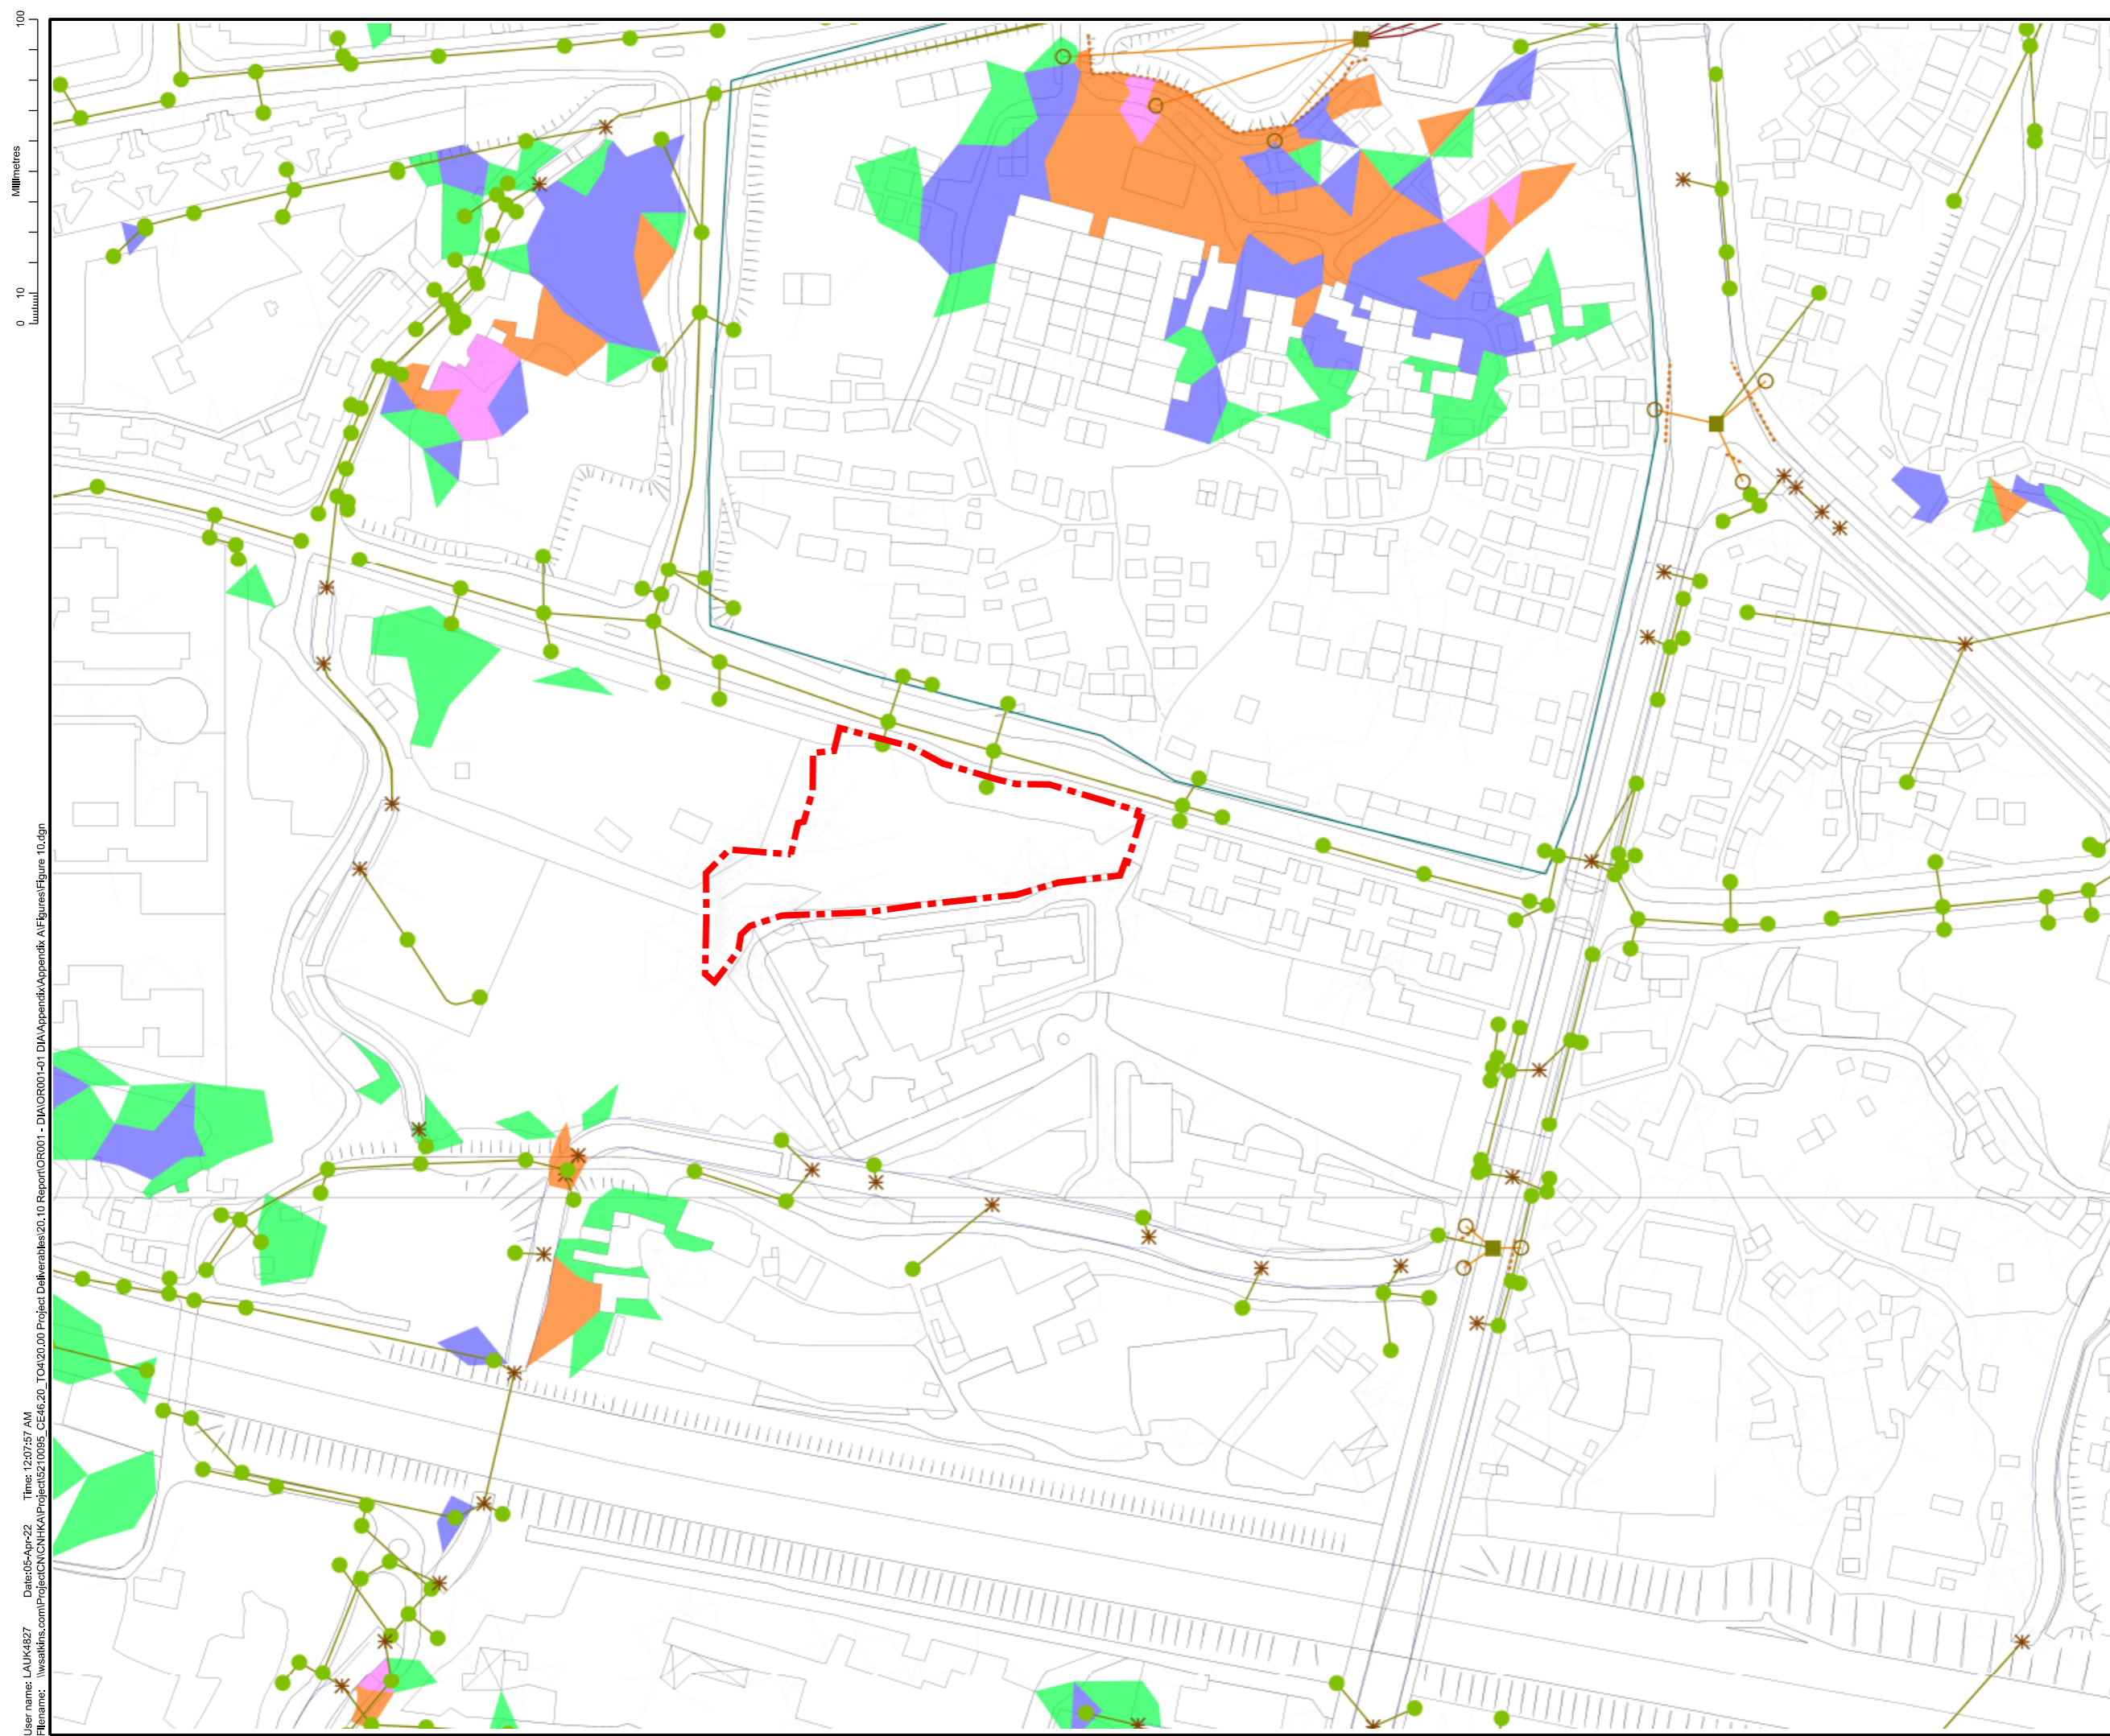 100
Millimetres
10
0
User name: LAUK4827 Date:05-Apr-22 Time: 12:07:57 AM
Filename: \\wsatkins.com\Project\CN\CNHKA\Project\5210095_CE46.20_TO4\20.00 Project Deliverables\20.10 Report\OR001 - DIA\OR001-01 DIA\Appendix\Appendix A\Figures\Figure 10.dgn